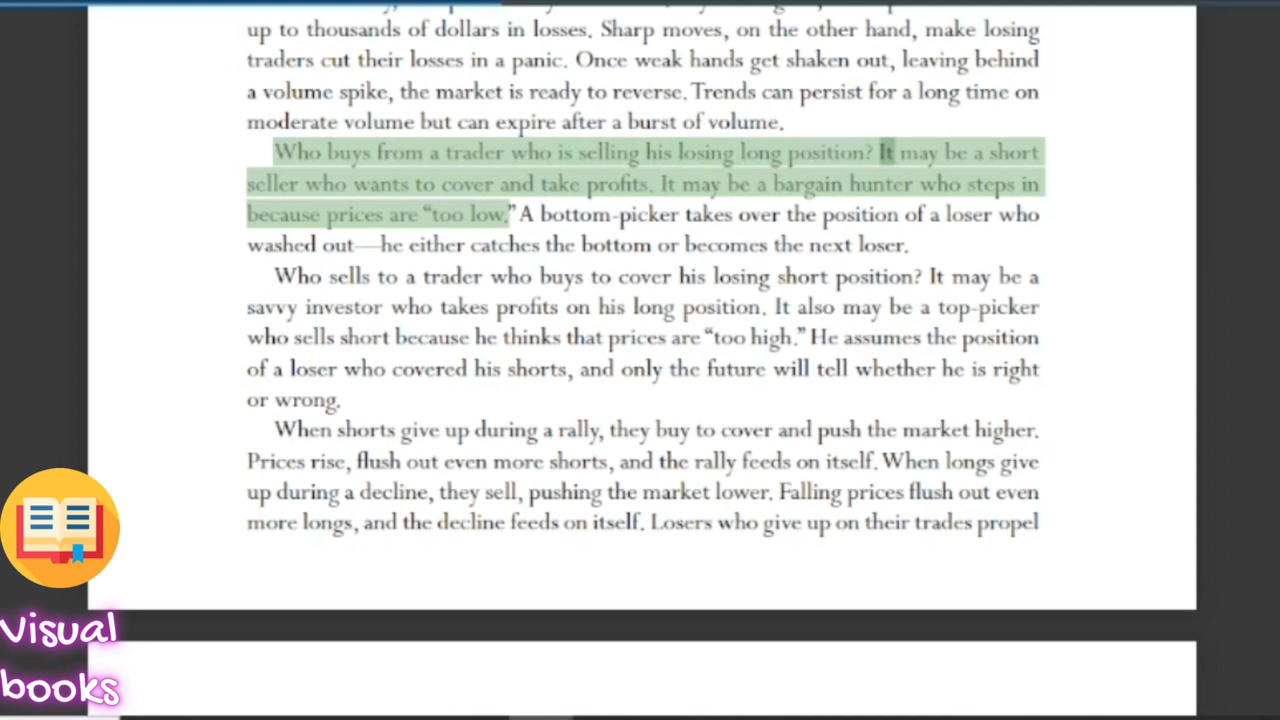 up to thousands of dollars in losses. Sharp moves, on the other hand, make losing
traders cut their losses in a panic. Once weak hands get shaken out, leaving behind
a volume spike, the market is ready to reverse. Trends can persist for a long time on
moderate volume but can expire after a burst of volume.
Who buys from a trader who is selling his losing long position? It may be a short
seller who wants to cover and take profits. It may be a bargain hunter who steps in
because prices are “too low.” A bottom-picker takes over the position of a loser who
washed out—he either catches the bottom or becomes the next loser.
Who sells to a trader who buys to cover his losing short position? It may be a
savvy investor who takes profits on his long position. It also may be a top-picker
who sells short because he thinks that prices are “too high.” He assumes the position
of a loser who covered his shorts, and only the future will tell whether he is right
or wrong.
When shorts give up during a rally, they buy to cover and push the market higher.
Prices rise, flush out even more shorts, and the rally feeds on itself. When longs give
up during a decline, they sell, pushing the market lower. Falling prices flush out even
more longs, and the decline feeds on itself. Losers who give up on their trades propel
Visual
books